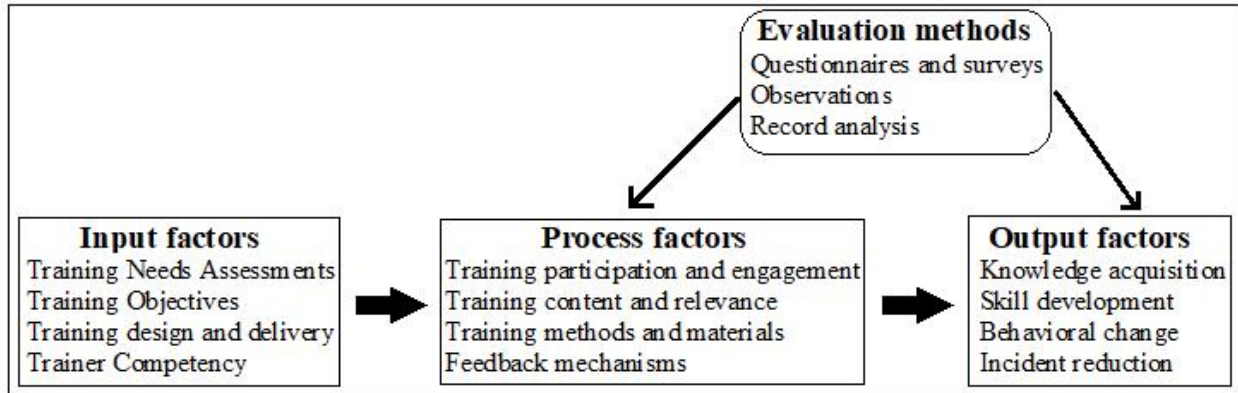 Evaluation methods
Questionnaires and surveys
Observations
Record analysis
Input factors
Training Needs Assessments
Training Objectives
Training design and delivery
Trainer Competency
Process factors
Training participation and engagement
Training content and relevance
Training methods and materials
Feedback mechanisms
Output factors
Knowledge acquisition
Skill development
Behavioral change
Incident reduction